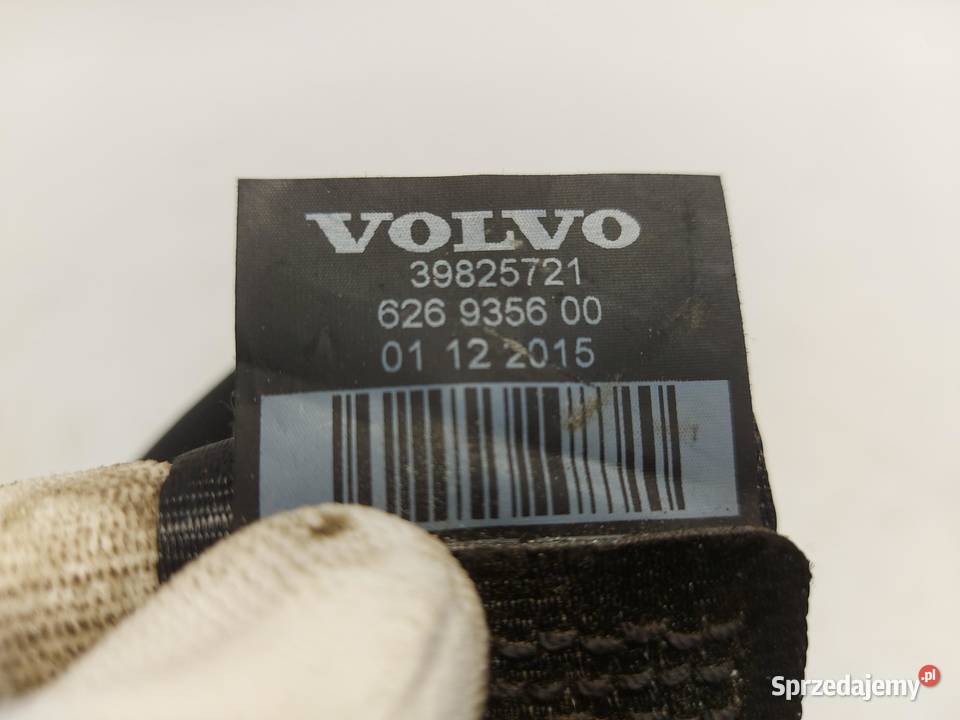 VOLVO
39825721
626 9356 00
01 12 2015
Sprzedajemy.pl